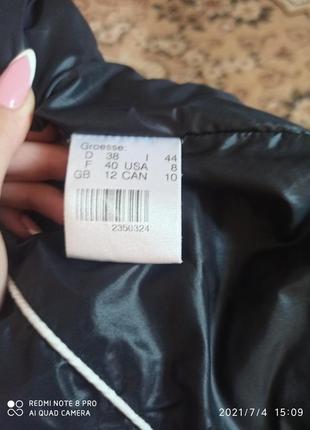 Groesse:
D 38 I 44
F 40 USA 8
GB 12 CAN 10
2350324
REDMI NOTE 8 PRO
AI QUAD CAMERA
2021/7/4 15:09